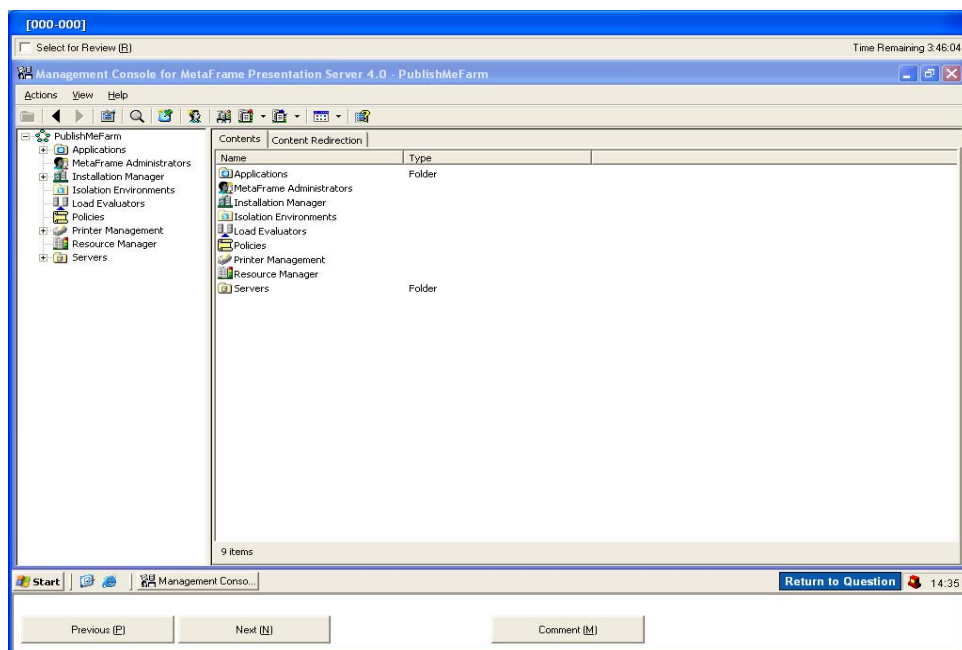 [000-000]
Select for Review (R)
Time Remaining 3:46:04
Management Console for MetaFrame Presentation Server 4.0 - PublishMeFarm
Actions View Help
PublishMeFarm
Applications
MetaFrame Administrators
Installation Manager
Isolation Environments
Load Evaluators
Policies
Printer Management
Resource Manager
Servers
Contents Content Redirection
Name Type
Applications Folder
MetaFrame Administrators
Installation Manager
Isolation Environments
Load Evaluators
Policies
Printer Management
Resource Manager
Servers Folder
9 items
Start Management Conso... Return to Question 14:35
Previous (P) Next (N) Comment (M)